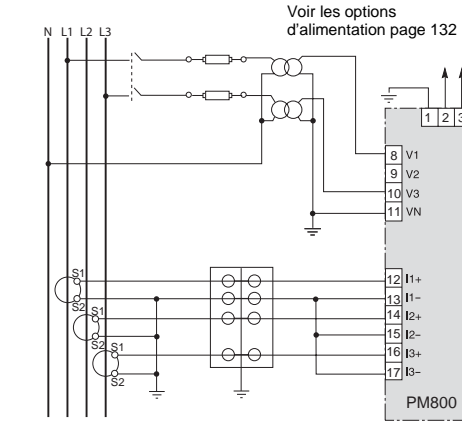 Voir les options
d'alimentation page 132
N L1 L2 L3
1 2 3
8 V1
9 V2
10 V3
11 VN
S1
12 I1+
S2
13 I1–
S1
14 I2+
S2
15 I2–
S1
16 I3+
S2
17 I3–
PM800